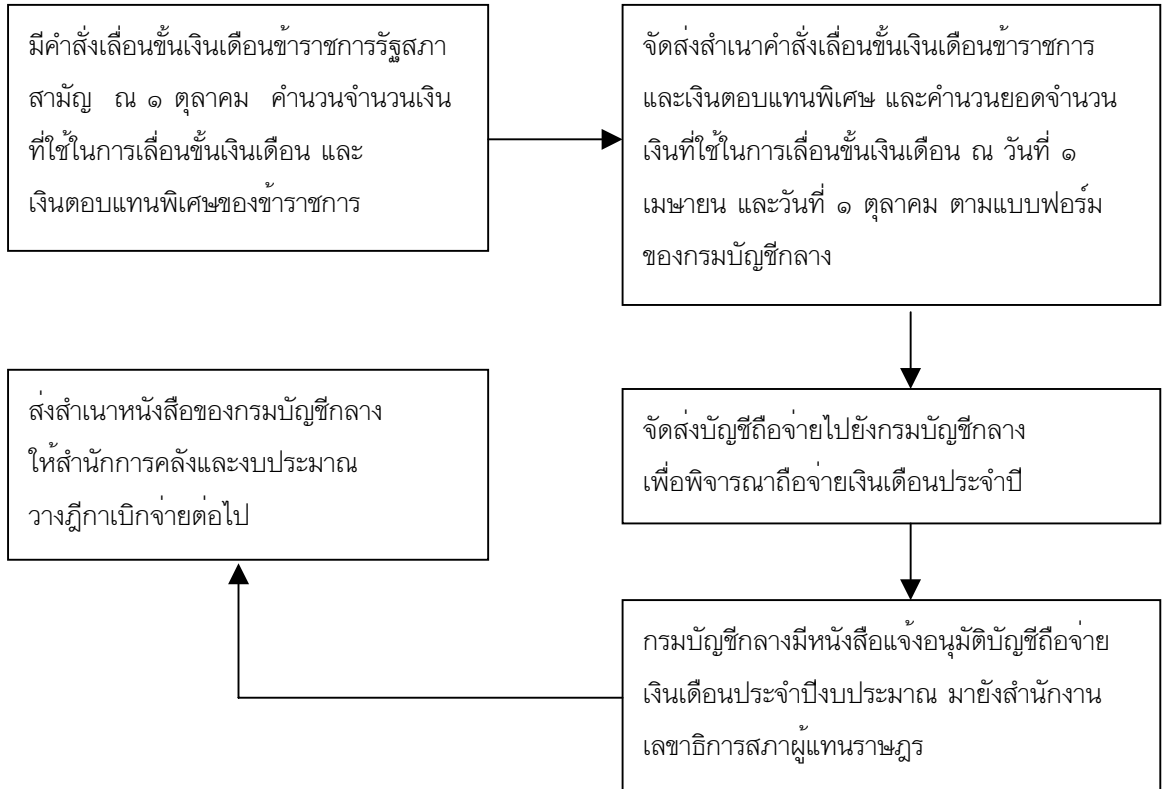 มีคำสั่งเลื่อนขั้นเงินเดือนข้าราชการรัฐสภา
สามัญ ณ ๑ ตุลาคม คำนวนจำนวนเงิน
ที่ใช้ในการเลื่อนขั้นเงินเดือน และ
เงินตอบแทนพิเศษของข้าราชการ
จัดส่งสำเนาคำสั่งเลื่อนขั้นเงินเดือนข้าราชการ
และเงินตอบแทนพิเศษ และคำนวนยอดจำนวน
เงินที่ใช้ในการเลื่อนขั้นเงินเดือน ณ วันที่ ๑
เมษายน และวันที่ ๑ ตุลาคม ตามแบบฟอร์ม
ของกรมบัญชีกลาง
จัดส่งบัญชีถือจ่ายไปยังกรมบัญชีกลาง
เพื่อพิจารณาถือจ่ายเงินเดือนประจำปี
กรมบัญชีกลางมีหนังสือแจ้งอนุมัติบัญชีถือจ่าย
เงินเดือนประจำปีงบประมาณ มายังสำนักงาน
เลขาธิการสภาผู้แทนราษฎร
ส่งสำเนาหนังสือของกรมบัญชีกลาง
ให้สำนักการคลังและงบประมาณ
วางฎีกาเบิกจ่ายต่อไป